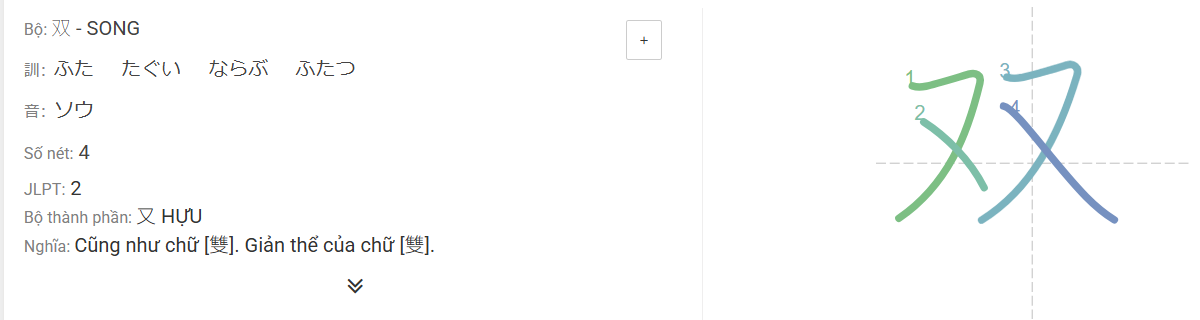 Bộ: 双 - SONG
+
訓: ふた たぐい ならぶ ふたつ
音: ソウ
Số nét: 4
JLPT: 2
Bộ thành phần: 又 HỰU
Nghĩa: Cũng như chữ [雙]. Giản thể của chữ [雙].
双
1
2
3
4